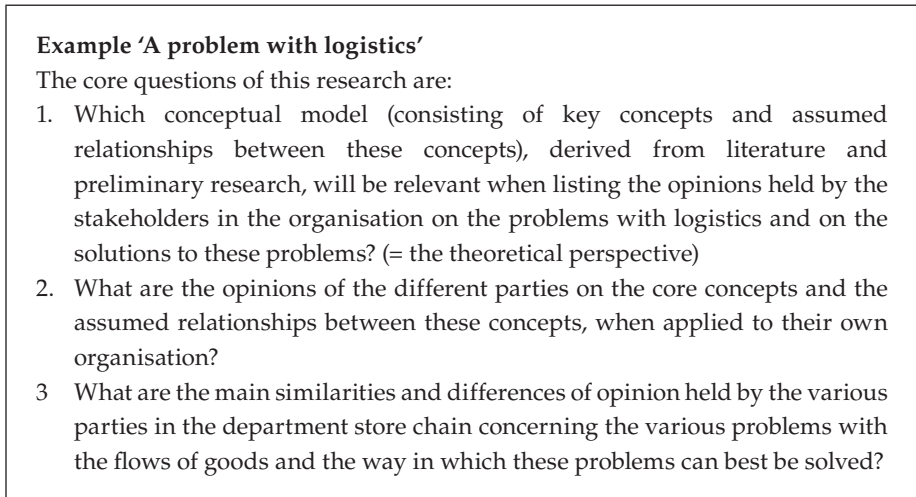 Example ‘A problem with logistics’
The core questions of this research are:
1. Which conceptual model (consisting of key concepts and assumed
relationships between these concepts), derived from literature and
preliminary research, will be relevant when listing the opinions held by the
stakeholders in the organisation on the problems with logistics and on the
solutions to these problems? (= the theoretical perspective)
2. What are the opinions of the different parties on the core concepts and the
assumed relationships between these concepts, when applied to their own
organisation?
3 What are the main similarities and differences of opinion held by the various
parties in the department store chain concerning the various problems with
the flows of goods and the way in which these problems can best be solved?